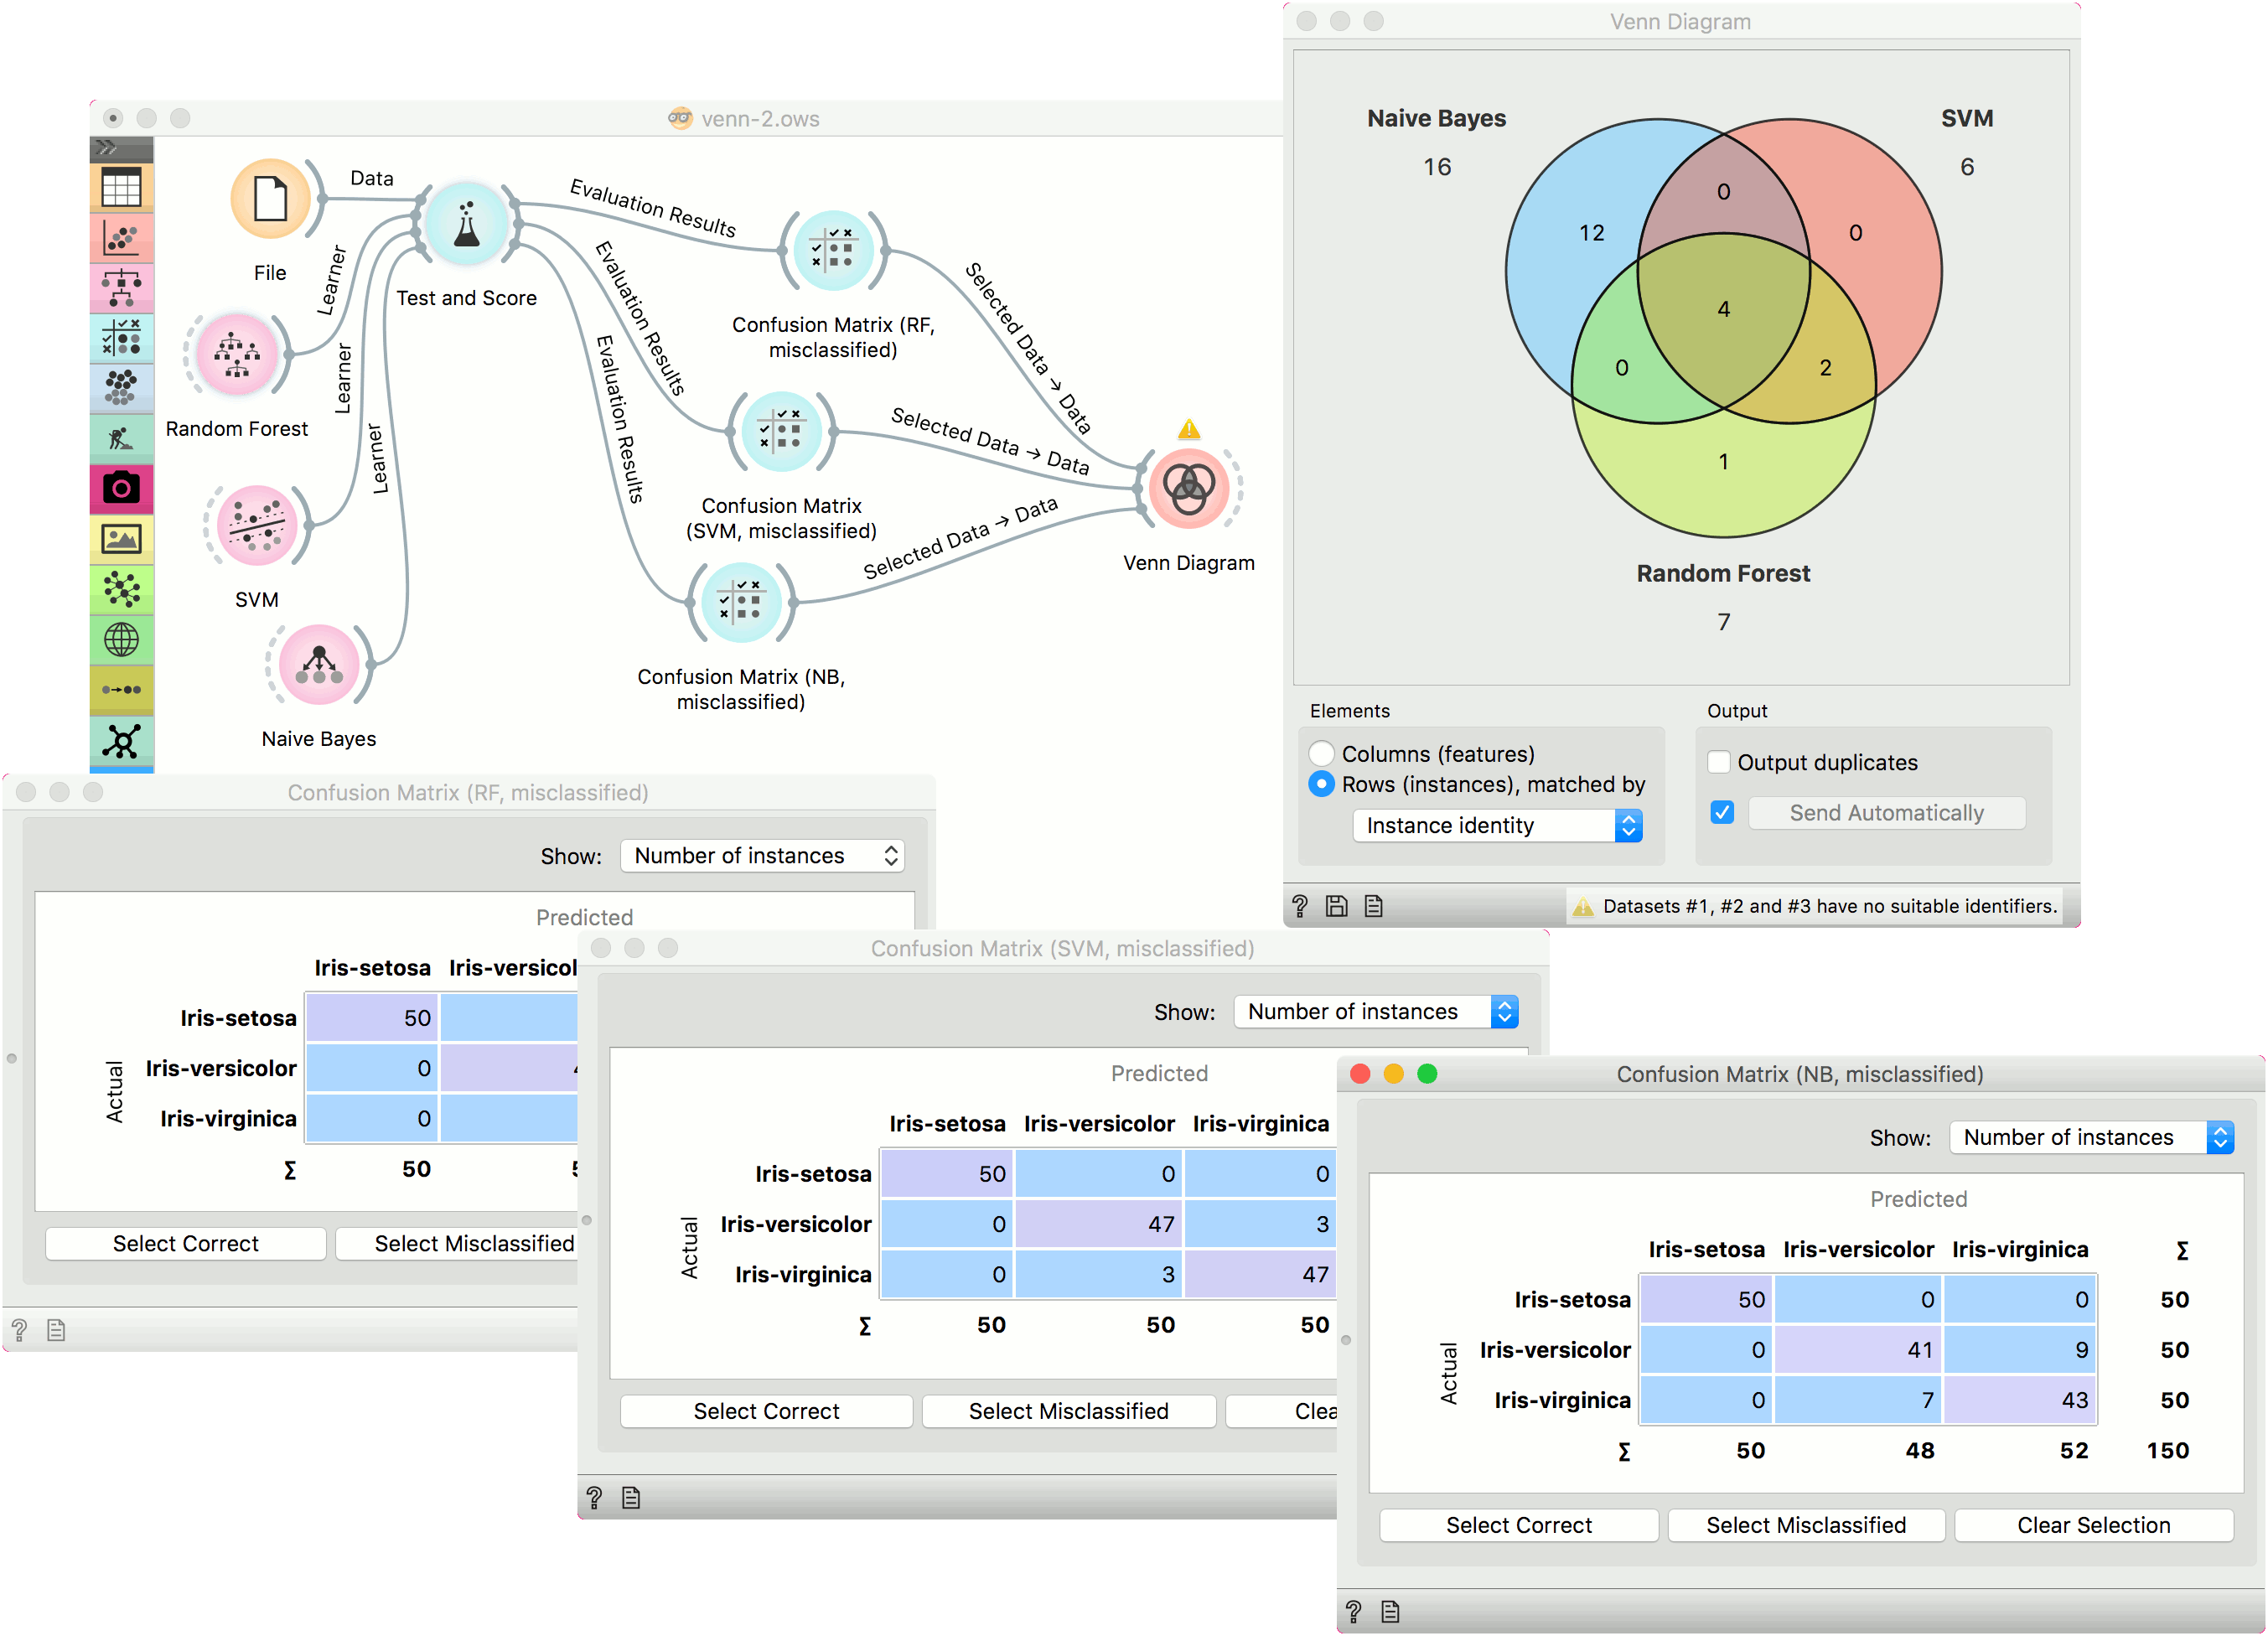 Venn Diagram
Naive Bayes
16
SVM
6
0
12
0
4
0
2
1
Random Forest
7
Elements
Columns (features)
Rows (instances), matched by
Instance identity
Output
Output duplicates
Send Automatically
Datasets #1, #2 and #3 have no suitable identifiers.
venn-2.ows
File
Data
Test and Score
Learner
Random Forest
Learner
SVM
Learner
Naive Bayes
Evaluation Results
Evaluation Results
Evaluation Results
Confusion Matrix (RF,
misclassified)
Confusion Matrix
(SVM, misclassified)
Confusion Matrix (NB,
misclassified)
Selected Data → Data
Selected Data → Data
Selected Data → Data
Venn Diagram
Confusion Matrix (RF, misclassified)
Show: Number of instances
Predicted
Iris-setosa
Actual
Iris-setosa 50
Iris-versicolor 0
Iris-virginica 0
Σ 50
Select Correct Select Misclassified
Confusion Matrix (SVM, misclassified)
Show: Number of instances
Predicted
Iris-setosa Iris-versicolor Iris-virginica
Actual
Iris-setosa 50 0 0
Iris-versicolor 0 47 3
Iris-virginica 0 3 47
Σ 50 50 50
Select Correct Select Misclassified
Confusion Matrix (NB, misclassified)
Show: Number of instances
Predicted
Iris-setosa Iris-versicolor Iris-virginica Σ
Actual
Iris-setosa 50 0 0 50
Iris-versicolor 0 41 9 50
Iris-virginica 0 7 43 50
Σ 50 48 52 150
Select Correct Select Misclassified Clear Selection